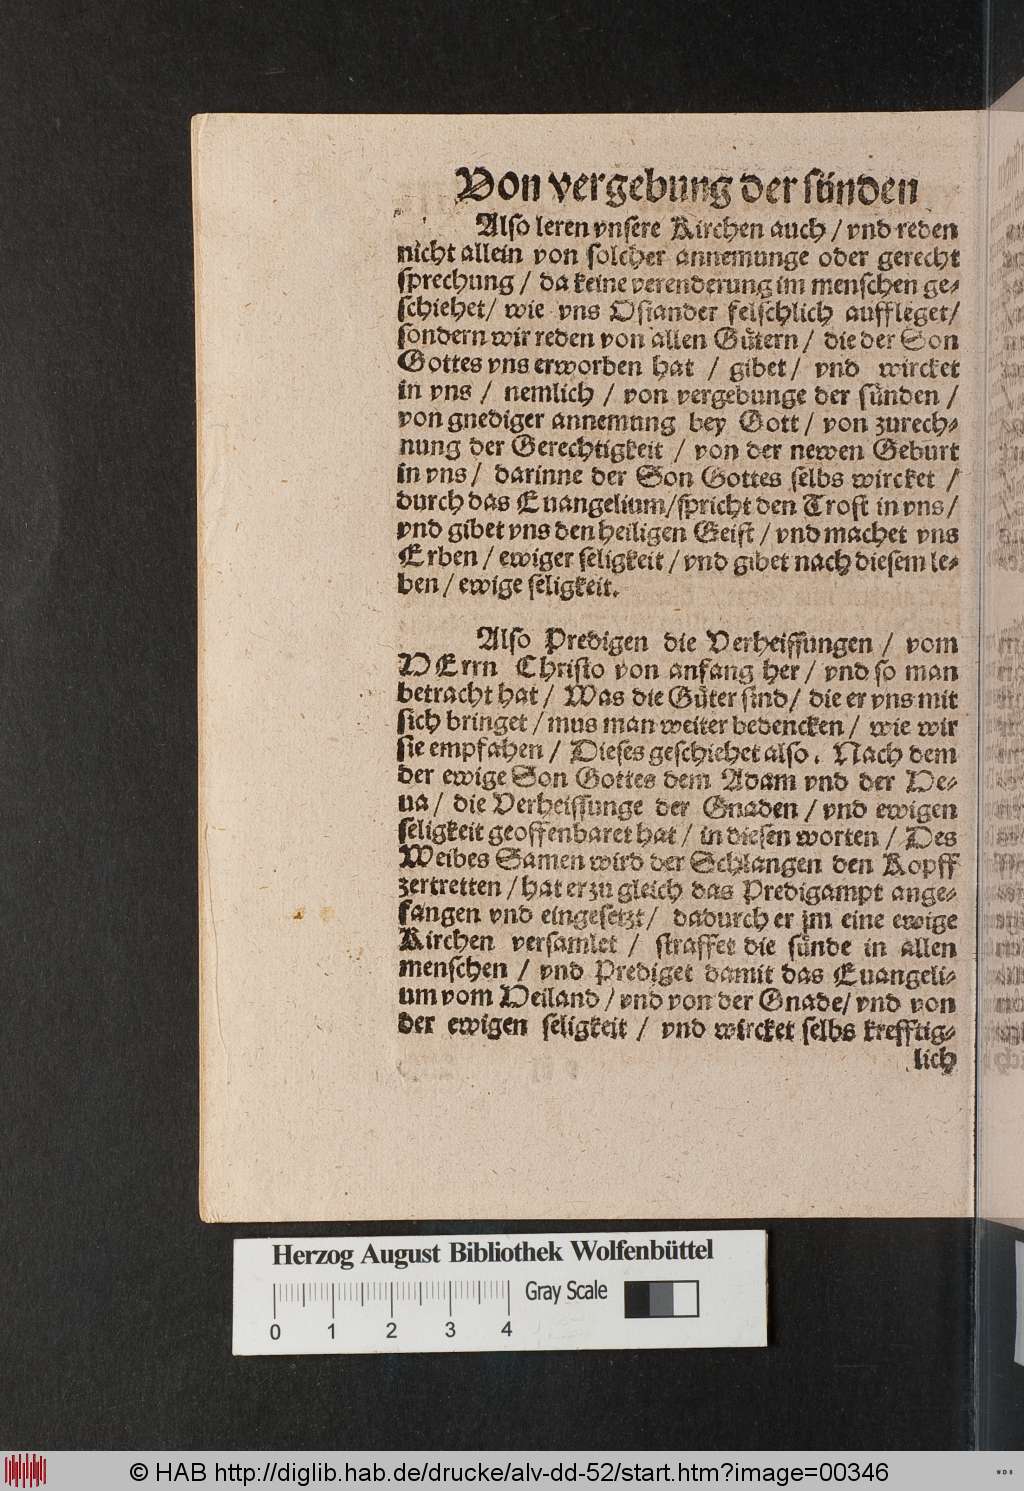 Von vergebung der sünden
Also leren vnsere Kirchen auch / vnd reden
nicht allein von solcher annemunge oder gerecht
sprechung / da keine verenderung im menschen ge⸗
schiehet/ wie vns Osiander felschlich auffleget/
sondern wir reden von allen Gütern / die der Son
Gottes vns erworben hat / gibet / vnd wircket
in vns / nemlich / von vergebunge der sünden /
von gnediger annemung bey Gott / von zurech⸗
nung der Gerechtigkeit / von der newen Geburt
in vns / darinne der Son Gottes selbs wircket /
durch das Euangelium/spricht den Trost in vns /
vnd gibet vns den heiligen Geist / vnd machet vns
Erben / ewiger seligkeit / vnd gibet nach diesem le⸗
ben / ewige seligkeit.
Also Predigen die Verheissungen / vom
HErrn Christo von anfang her / vnd so man
betracht hat / Was die Güter sind/ die er vns mit
sich bringet / mus man weiter bedencken / wie wir
sie empfahen / Dieses geschiehet also. Nach dem
der ewige Son Gottes dem Adam vnd der He⸗
ua / die Verheissunge der Gnaden / vnd ewigen
seligkeit geoffenbaret hat / in diesen worten / Des
Weibes Samen wird der Schlangen den Kopff
zertretten / hat er zu gleich das Predigampt ange⸗
fangen vnd eingesetzt / dadurch er jm eine ewige
Kirchen versamlet / straffet die sünde in allen
menschen / vnd Prediget damit das Euangeli⸗
um vom Heiland / vnd von der Gnade/ vnd von
der ewigen seligkeit / vnd wircket selbs krefftig⸗
lich
Herzog August Bibliothek Wolfenbüttel
Gray Scale
0 1 2 3 4
© HAB http://diglib.hab.de/drucke/alv-dd-52/start.htm?image=00346